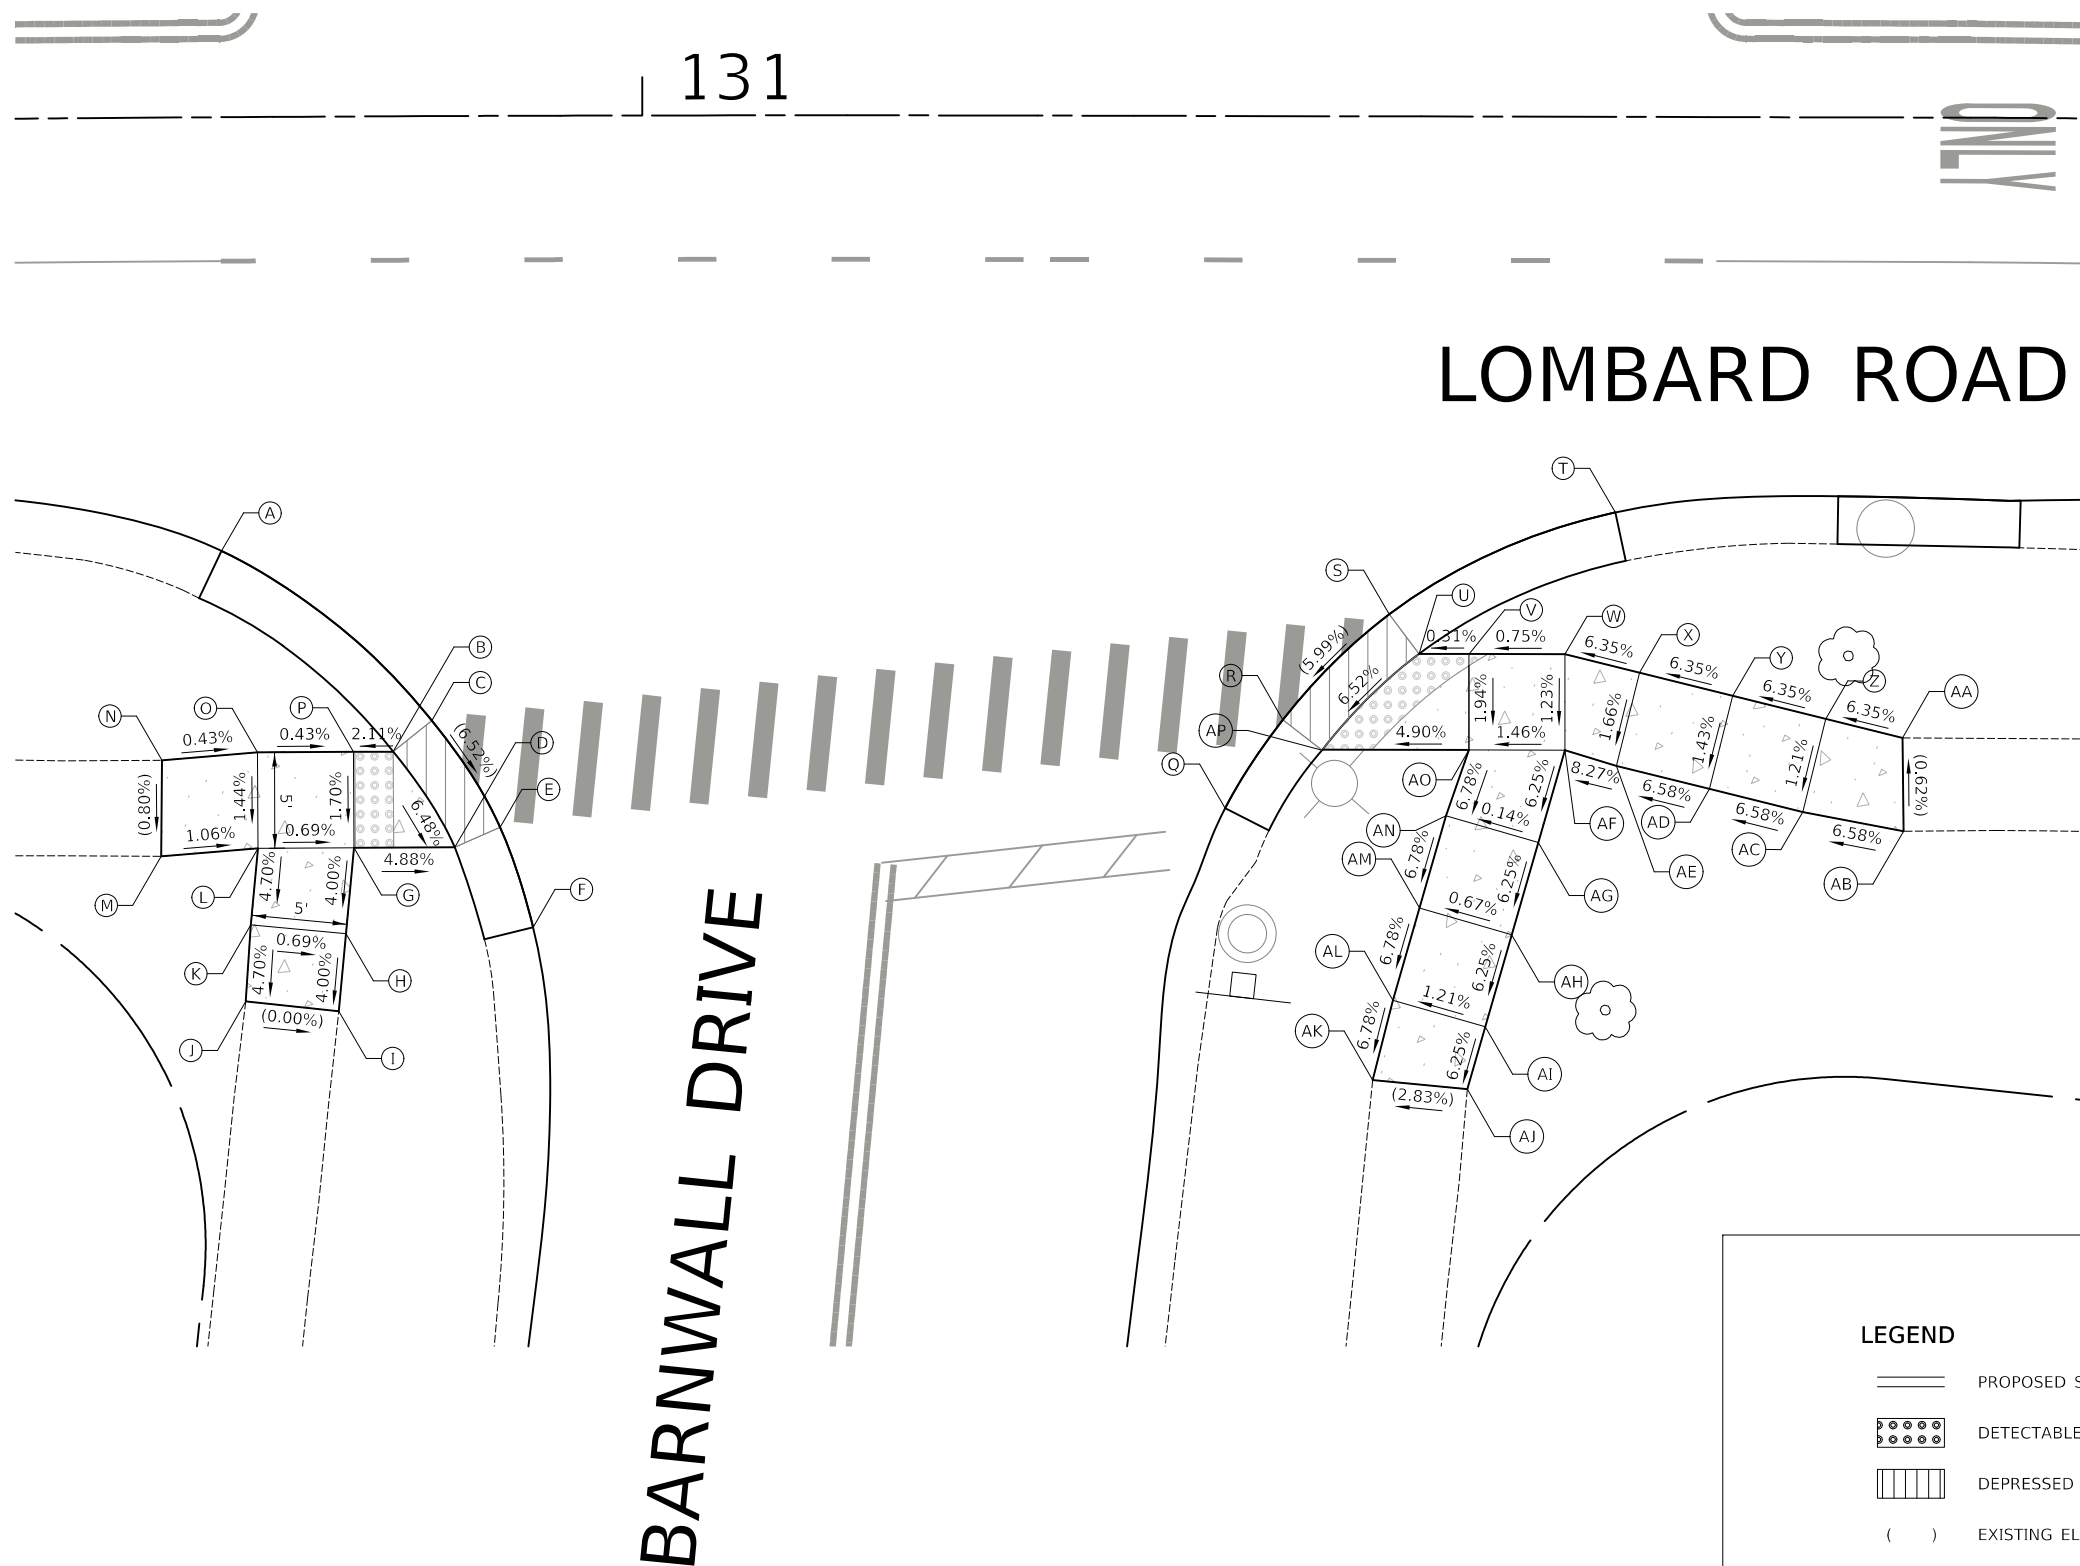 131
ONLY
LOMBARD ROAD
T
A
S
U
V
W
X
Y
Z
AA
B
C
R
(5.99%)
0.31%
0.75%
6.35%
6.35%
6.35%
6.35%
N
O
P
0.43%
0.43%
2.11%
(6.52%)
D
E
AP
Q
6.52%
4.90%
1.94%
1.46%
1.23%
1.66%
1.43%
1.21%
(0.62%)
(0.80%)
1.44%
5'
1.70%
1.06%
0.69%
6.48%
4.88%
AO
6.78%
6.25%
8.27%
6.58%
6.58%
6.58%
AN
0.14%
AF
AD
AC
AE
AB
M
L
4.70%
4.00%
G
F
5'
AM
6.78%
6.25%
AG
0.67%
0.69%
K
4.70%
4.00%
H
AL
6.78%
6.25%
AH
1.21%
(0.00%)
J
I
AK
6.78%
6.25%
AI
(2.83%)
AJ
BARNWALL DRIVE
LEGEND
PROPOSED S
DETECTABLE
DEPRESSED
( ) EXISTING EL